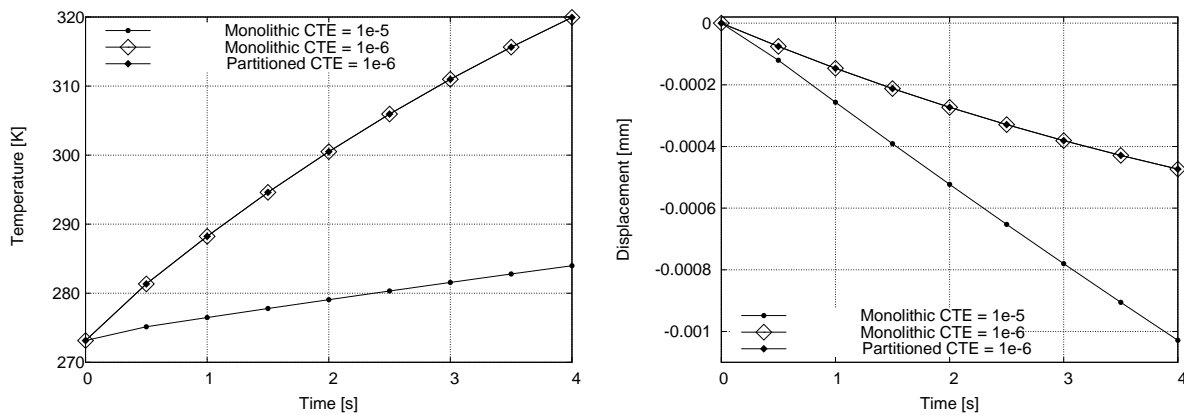 320
310
300
290
280
270
Temperature [K]
Monolithic CTE = 1e-5
Monolithic CTE = 1e-6
Partitioned CTE = 1e-6
0 1 2 3 4
Time [s]
0
-0.0002
-0.0004
-0.0006
-0.0008
-0.001
Displacement [mm]
Monolithic CTE = 1e-5
Monolithic CTE = 1e-6
Partitioned CTE = 1e-6
0 1 2 3 4
Time [s]